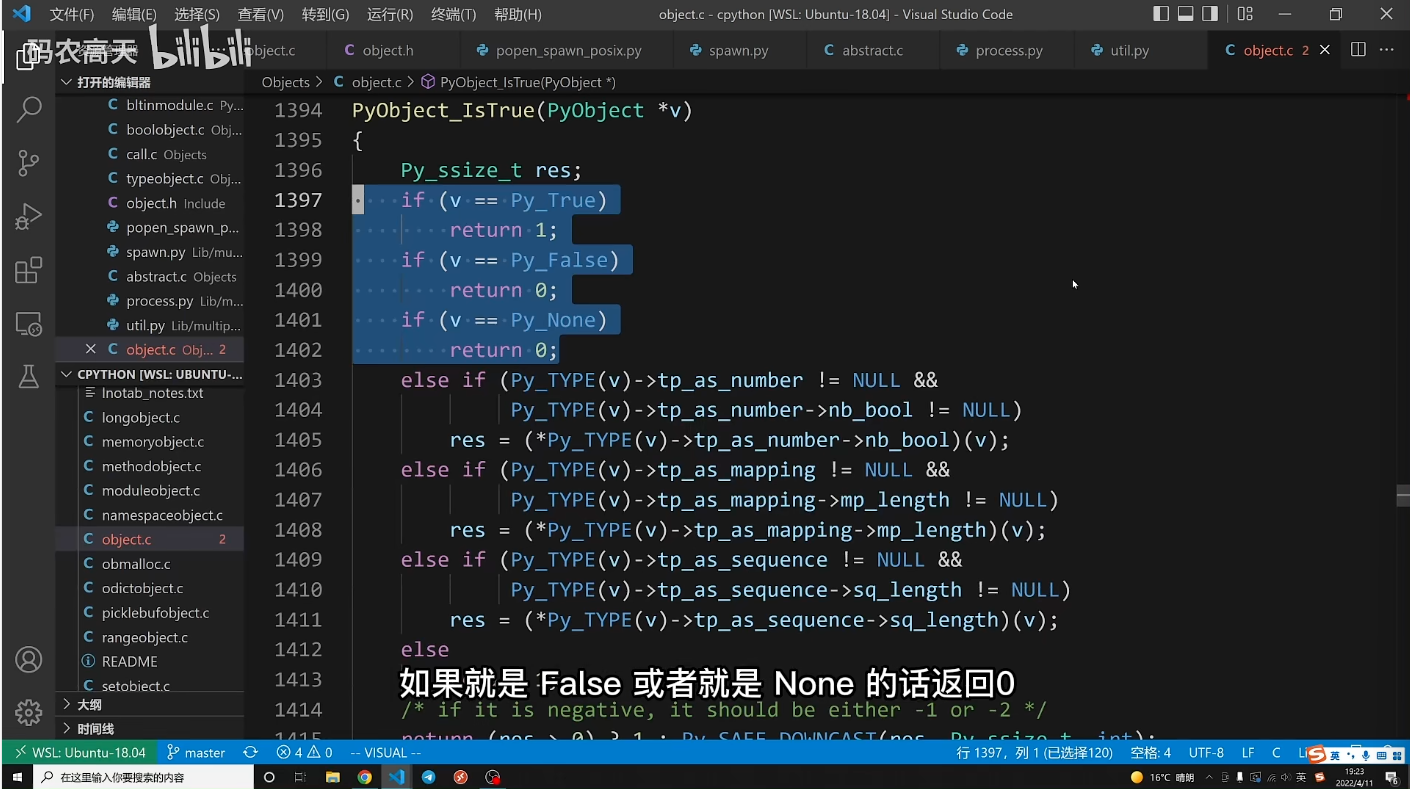 文件(F) 编辑(E) 选择(S) 查看(V) 转到(G) 运行(R) 终端(T) 帮助(H) object.c - cpython [WSL: Ubuntu-18.04] - Visual Studio Code
码农高天 bilibili
object.c object.h popen_spawn_posix.py spawn.py abstract.c process.py util.py object.c 2
打开的编辑器
Objects > object.c > PyObject_IsTrue(PyObject *)
bltinmodule.c Py...
boolobject.c Obj...
call.c Objects
typeobject.c Obj...
object.h Include
popen_spawn_p...
spawn.py Lib/mu...
abstract.c Objects
process.py Lib/m...
util.py Lib/multip...
object.c Obj... 2
CPYTHON [WSL: UBUNTU-...
lnotab_notes.txt
longobject.c
memoryobject.c
methodobject.c
moduleobject.c
namespaceobject.c
object.c 2
obmalloc.c
odictobject.c
picklebufobject.c
rangeobject.c
README
setobject.c
大纲
时间线
1394 PyObject_IsTrue(PyObject *v)
1395 {
1396 Py_ssize_t res;
1397 if (v == Py_True)
1398 return 1;
1399 if (v == Py_False)
1400 return 0;
1401 if (v == Py_None)
1402 return 0;
1403 else if (Py_TYPE(v)->tp_as_number != NULL &&
1404 Py_TYPE(v)->tp_as_number->nb_bool != NULL)
1405 res = (*Py_TYPE(v)->tp_as_number->nb_bool)(v);
1406 else if (Py_TYPE(v)->tp_as_mapping != NULL &&
1407 Py_TYPE(v)->tp_as_mapping->mp_length != NULL)
1408 res = (*Py_TYPE(v)->tp_as_mapping->mp_length)(v);
1409 else if (Py_TYPE(v)->tp_as_sequence != NULL &&
1410 Py_TYPE(v)->tp_as_sequence->sq_length != NULL)
1411 res = (*Py_TYPE(v)->tp_as_sequence->sq_length)(v);
1412 else
1413
如果就是 False 或者就是 None 的话返回0
1414 /* if it is negative, it should be either -1 or -2 */
1415 return (res > 0) ? 1 : Py_SAFE_DOWNCAST(res, Py_ssize_t, int);
WSL: Ubuntu-18.04 master 4 0 -- VISUAL -- 行 1397，列 1 (已选择120) 空格: 4 UTF-8 LF C 英
在这里输入你要搜索的内容 16°C 晴朗 英 19:23
2022/4/11